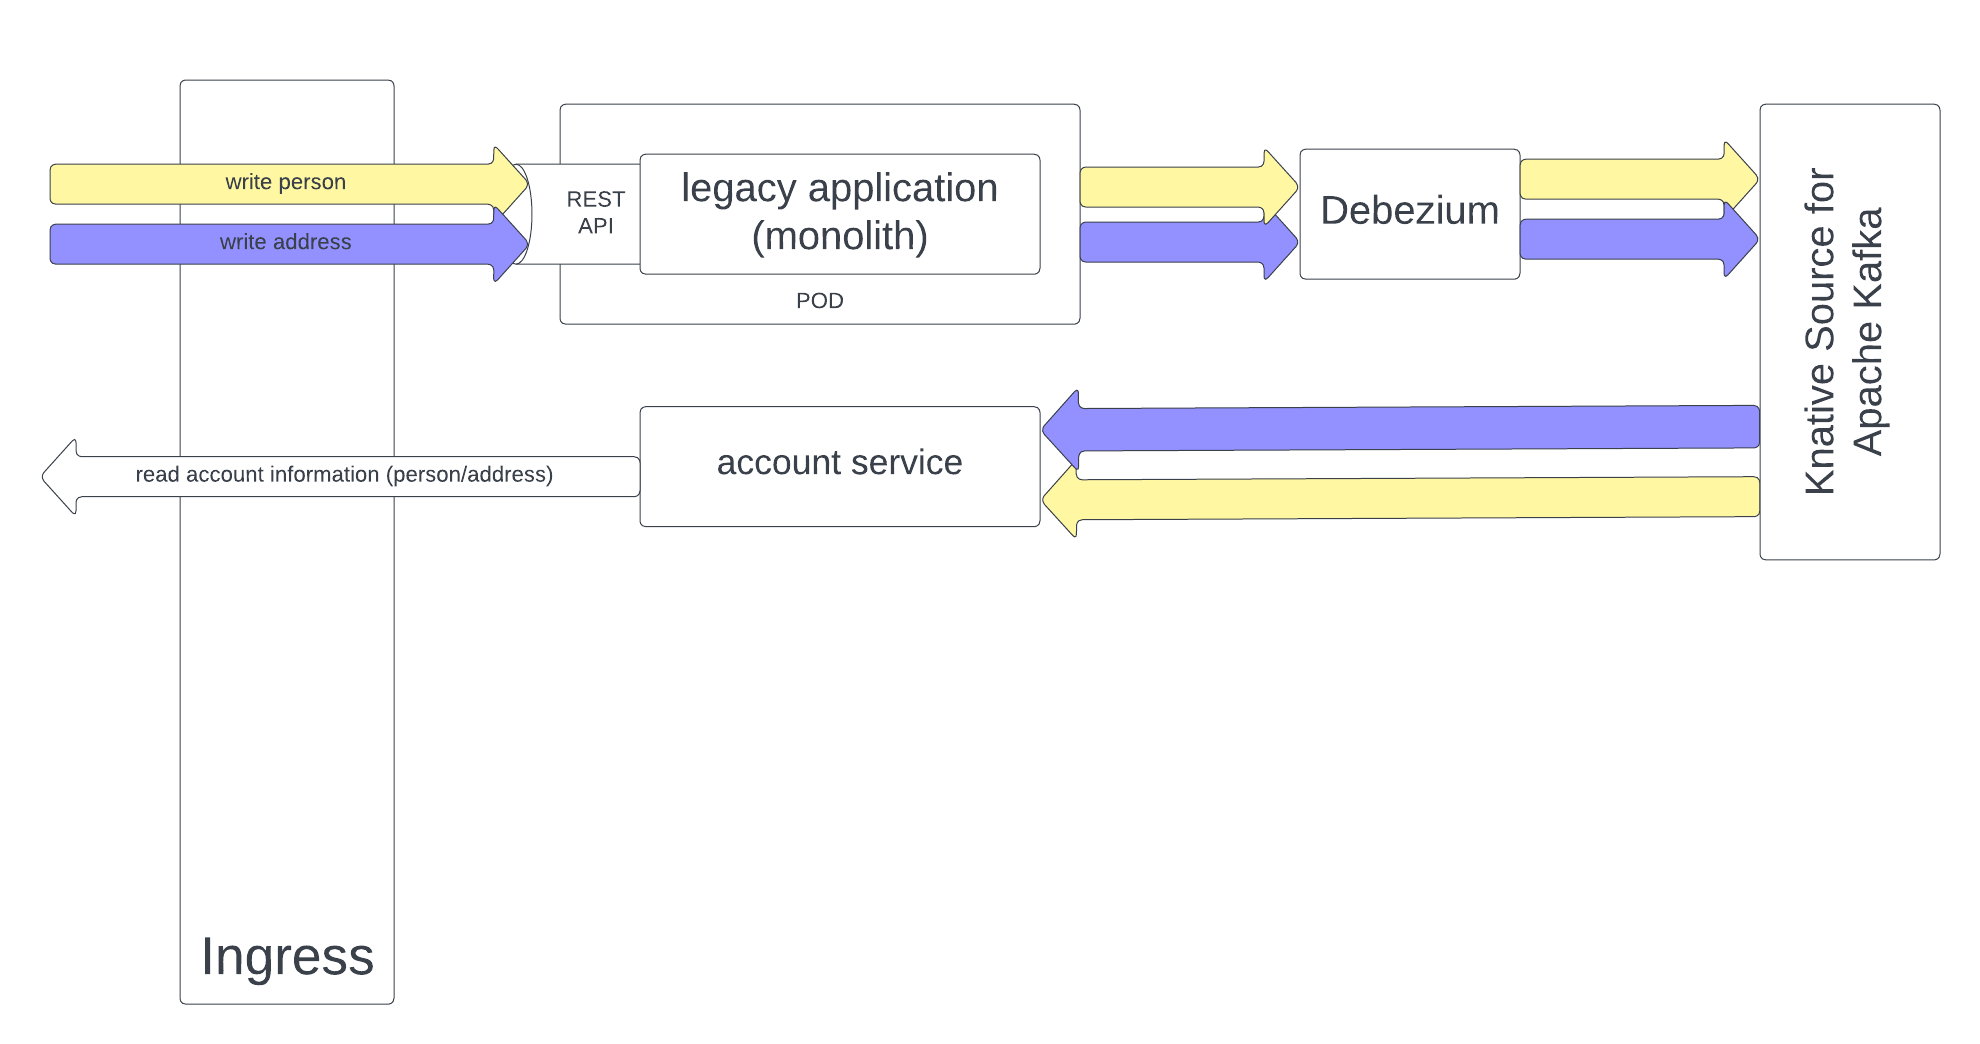 write person
write address
REST
API
legacy application
(monolith)
POD
Debezium
Knative Source for
Apache Kafka
account service
read account information (person/address)
Ingress